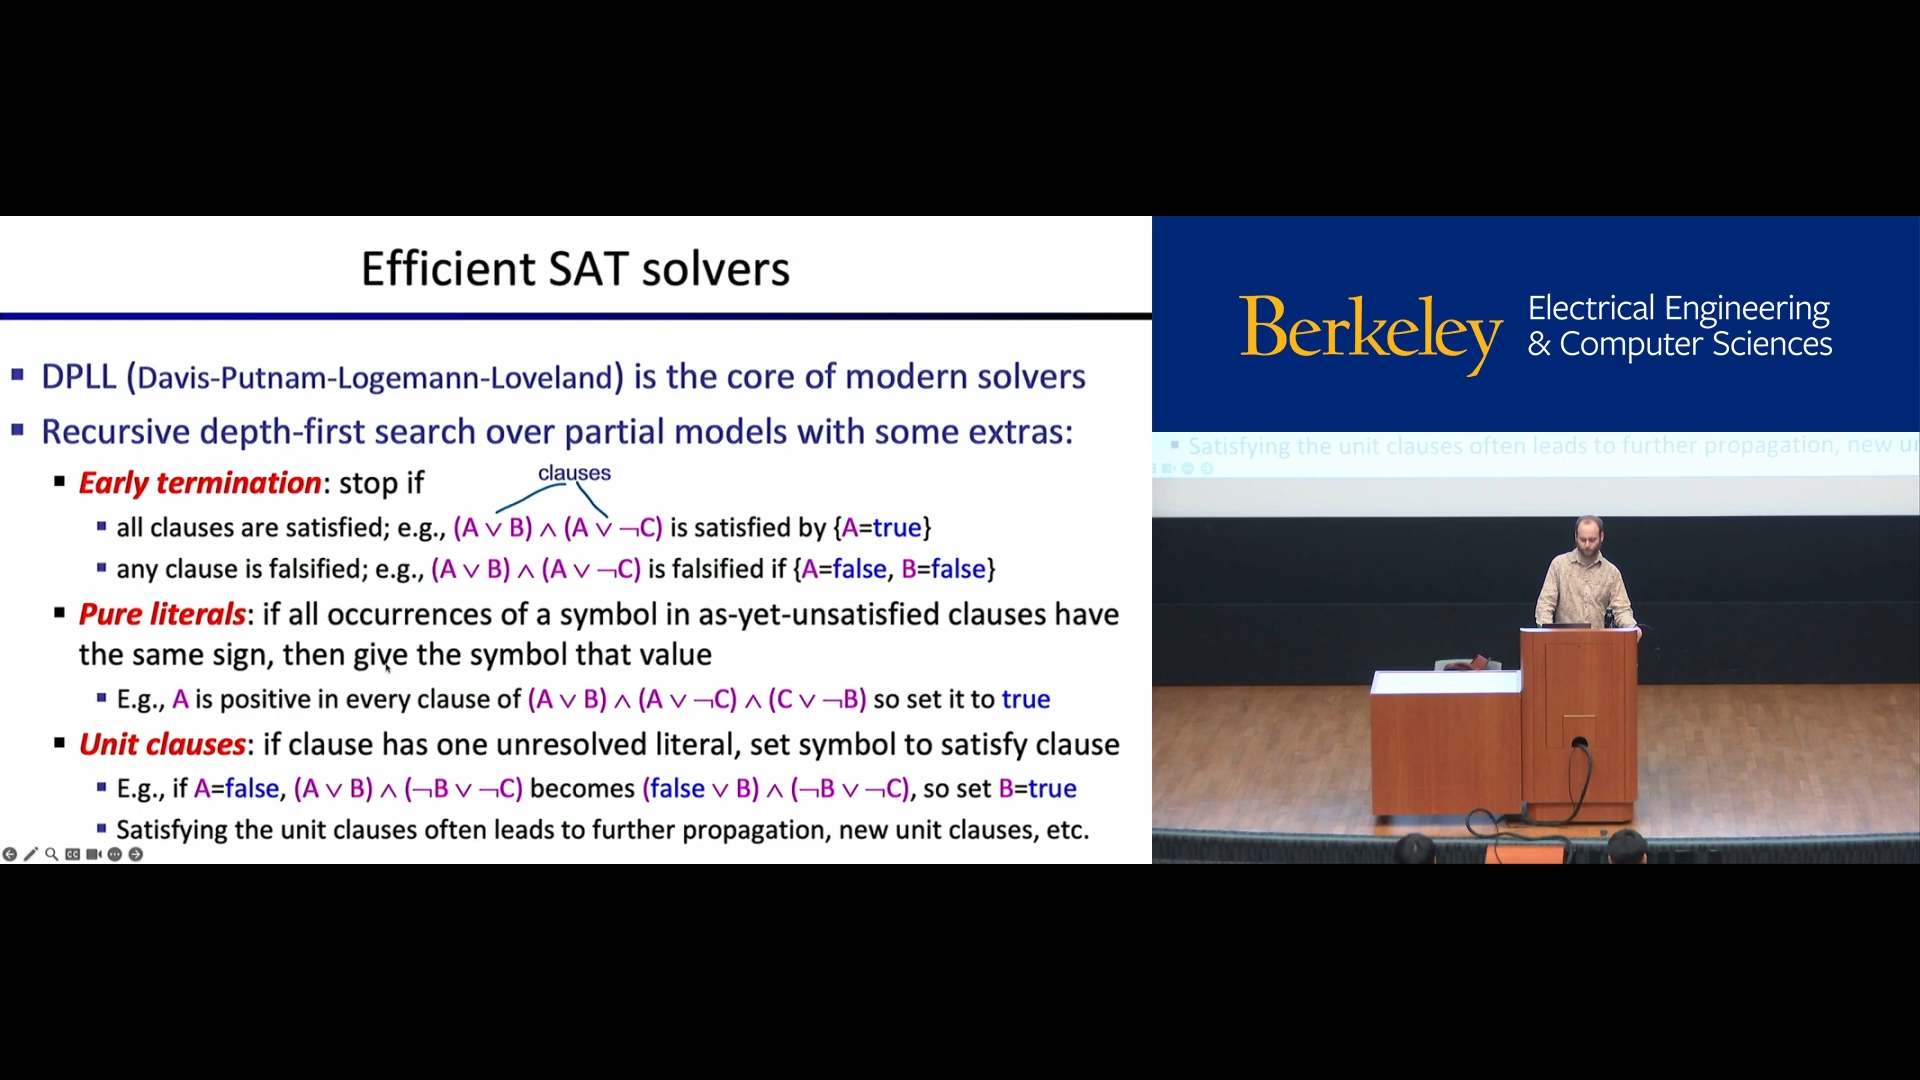 Efficient SAT solvers
▪ DPLL (Davis-Putnam-Logemann-Loveland) is the core of modern solvers
▪ Recursive depth-first search over partial models with some extras:
▪ Early termination: stop if
clauses
▪ all clauses are satisfied; e.g., (A ∨ B) ∧ (A ∨ ¬C) is satisfied by {A=true}
▪ any clause is falsified; e.g., (A ∨ B) ∧ (A ∨ ¬C) is falsified if {A=false, B=false}
▪ Pure literals: if all occurrences of a symbol in as-yet-unsatisfied clauses have
the same sign, then give the symbol that value
▪ E.g., A is positive in every clause of (A ∨ B) ∧ (A ∨ ¬C) ∧ (C ∨ ¬B) so set it to true
▪ Unit clauses: if clause has one unresolved literal, set symbol to satisfy clause
▪ E.g., if A=false, (A ∨ B) ∧ (¬B ∨ ¬C) becomes (false ∨ B) ∧ (¬B ∨ ¬C), so set B=true
▪ Satisfying the unit clauses often leads to further propagation, new unit clauses, etc.
Berkeley
Electrical Engineering
& Computer Sciences
▪ Satisfying the unit clauses often leads to further propagation, new un